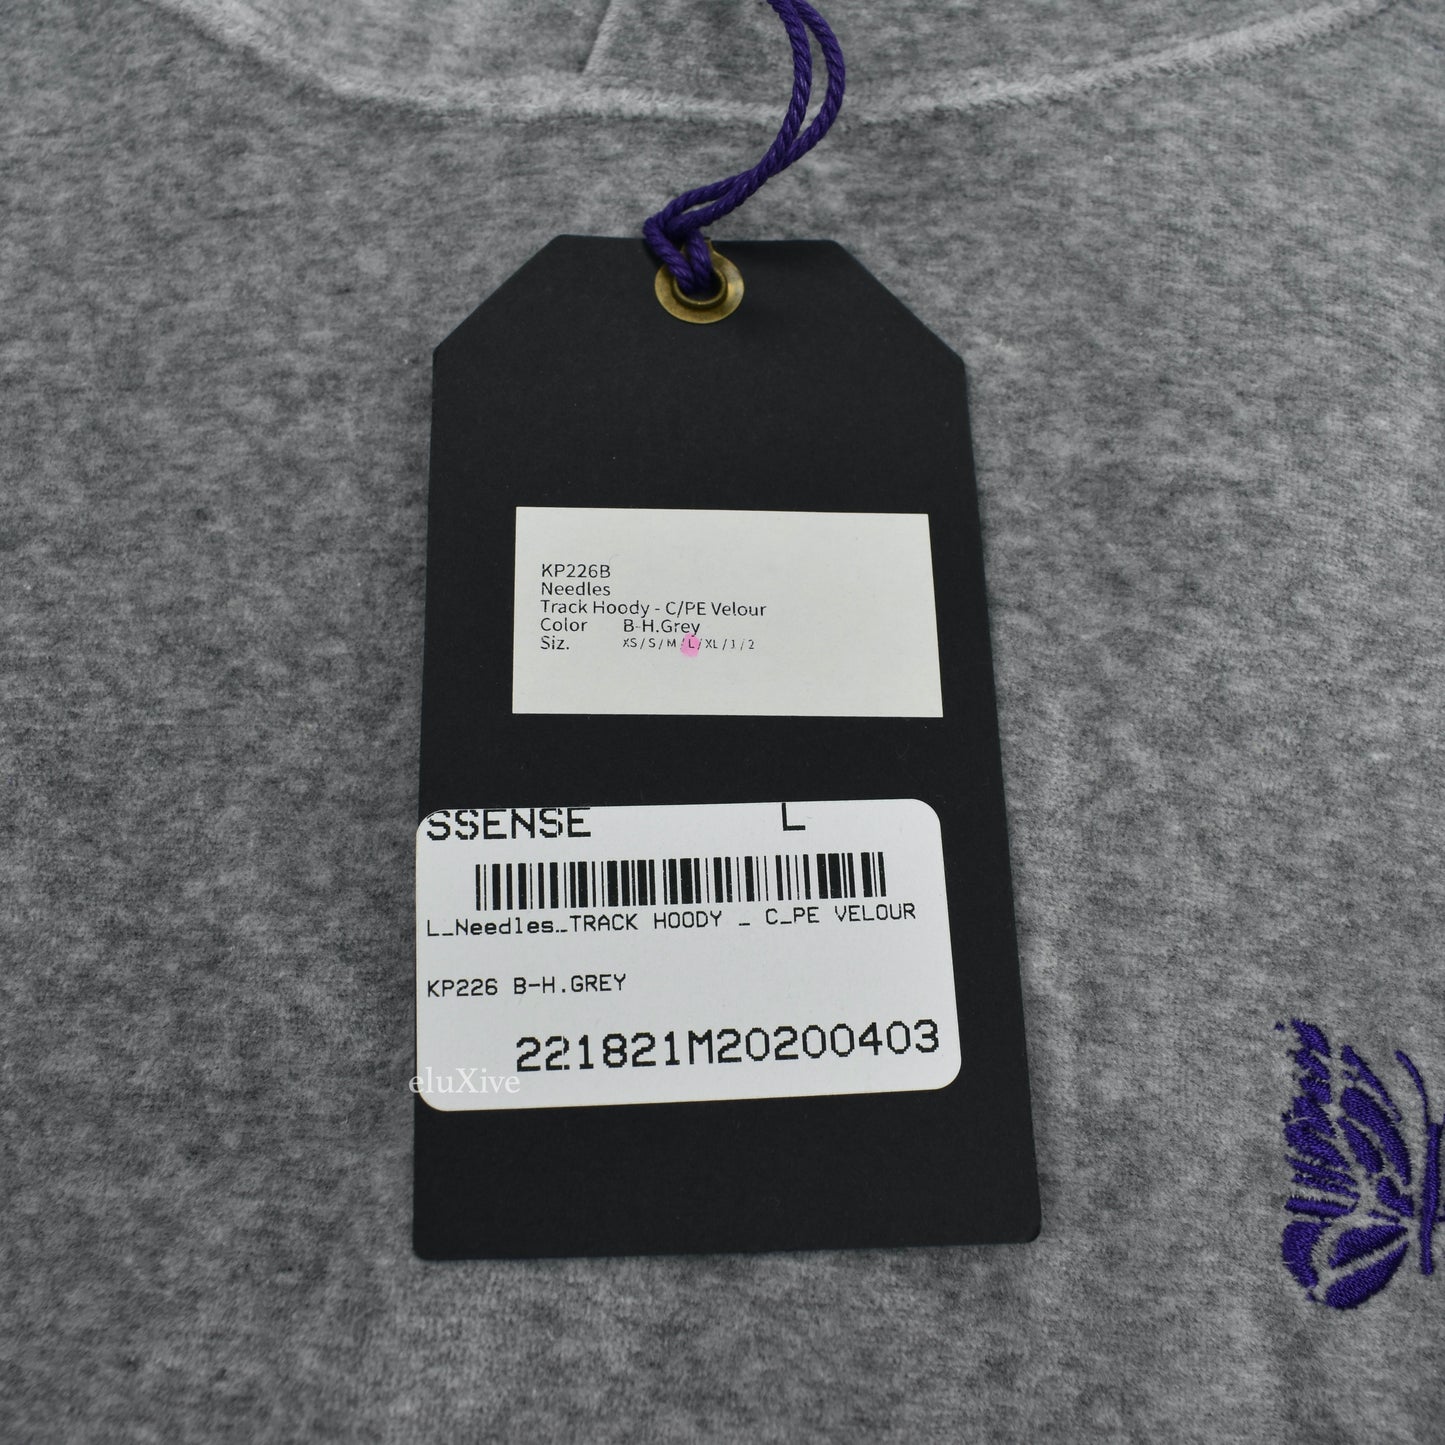 KP226B
Needles
Track Hoody - C/PE Velour
Color B-H.Grey
Siz. XS / S / M / L / XL / 1 / 2
SSENSE L
L_Needles_TRACK HOODY _ C_PE VELOUR
KP226 B-H.GREY
221821M20200403
eluXive